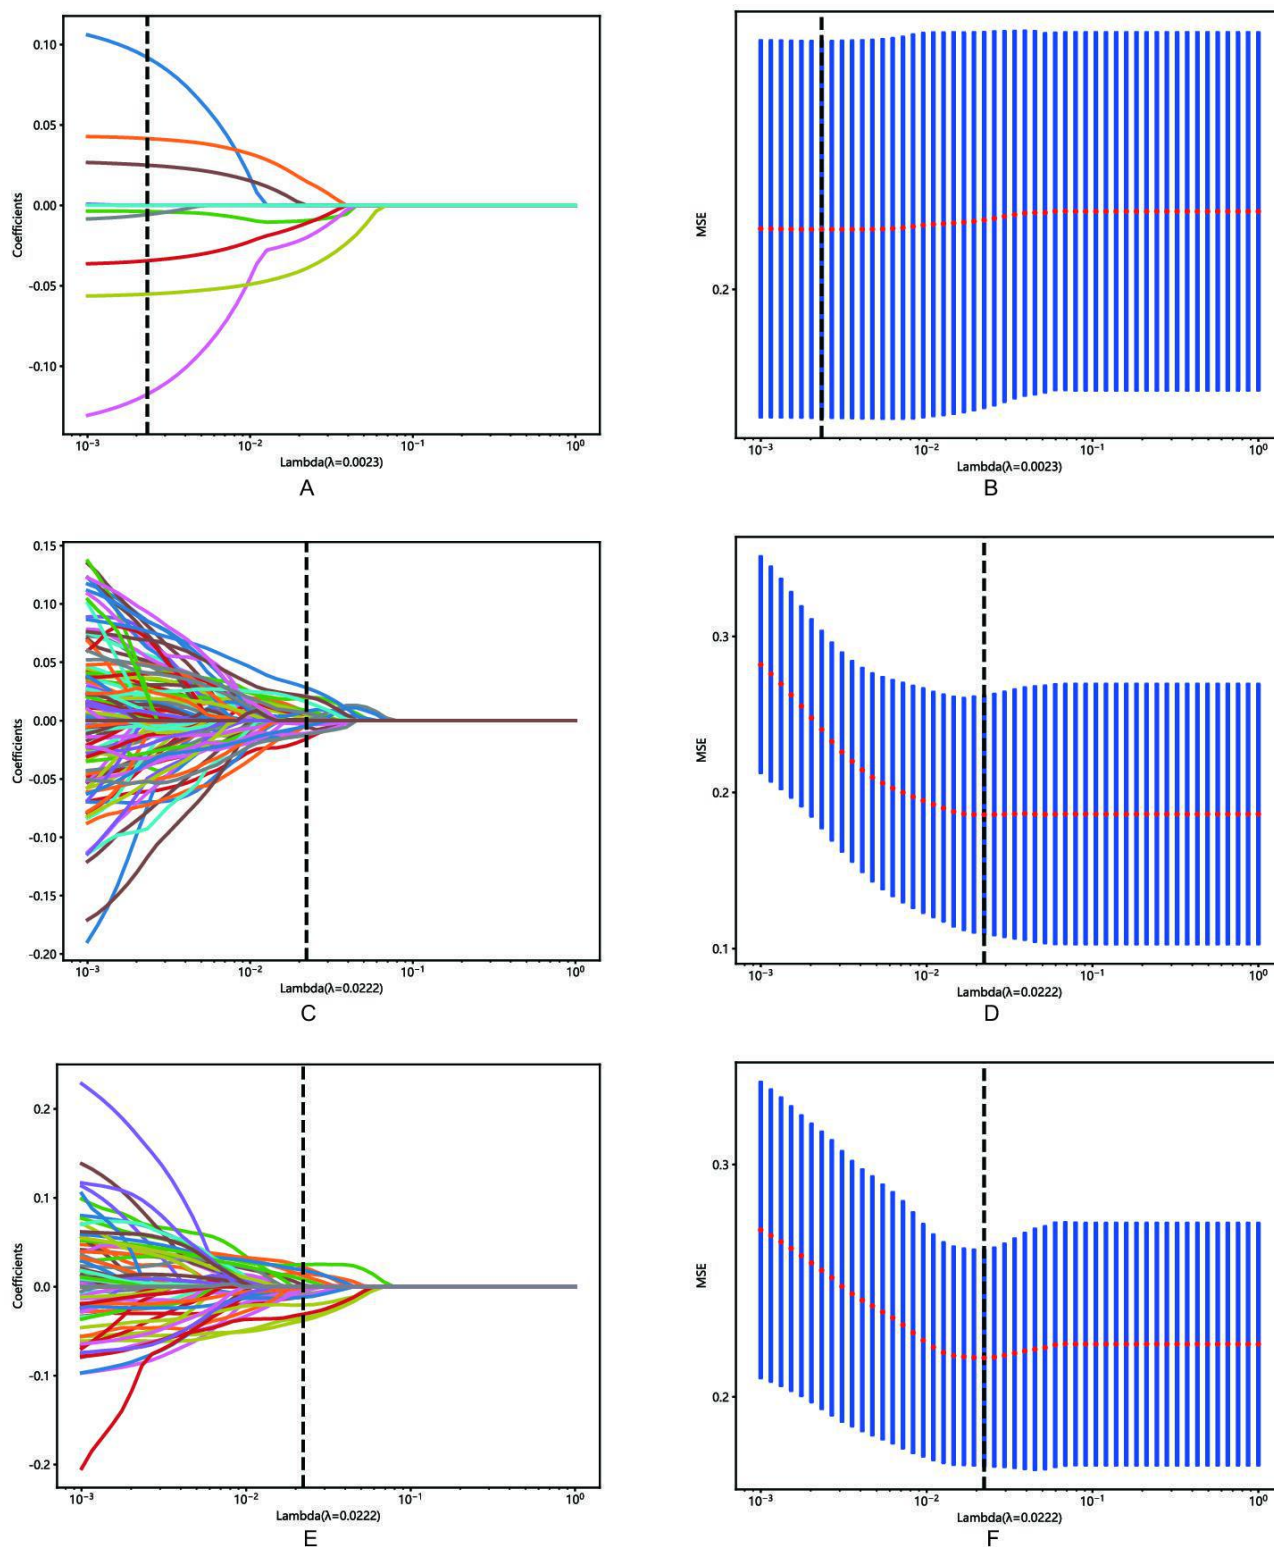 0.10
0.05
0.00
-0.05
-0.10
Coefficients
10⁻³ 10⁻² 10⁻¹ 10⁰
Lambda(λ=0.0023)
A
0.2
MSE
10⁻³ 10⁻² 10⁻¹ 10⁰
Lambda(λ=0.0023)
B
0.15
0.10
0.05
0.00
-0.05
-0.10
-0.15
-0.20
Coefficients
10⁻³ 10⁻² 10⁻¹ 10⁰
Lambda(λ=0.0222)
C
0.3
0.2
0.1
MSE
10⁻³ 10⁻² 10⁻¹ 10⁰
Lambda(λ=0.0222)
D
0.2
0.1
0.0
-0.1
-0.2
Coefficients
10⁻³ 10⁻² 10⁻¹ 10⁰
Lambda(λ=0.0222)
E
0.3
0.2
MSE
10⁻³ 10⁻² 10⁻¹ 10⁰
Lambda(λ=0.0222)
F